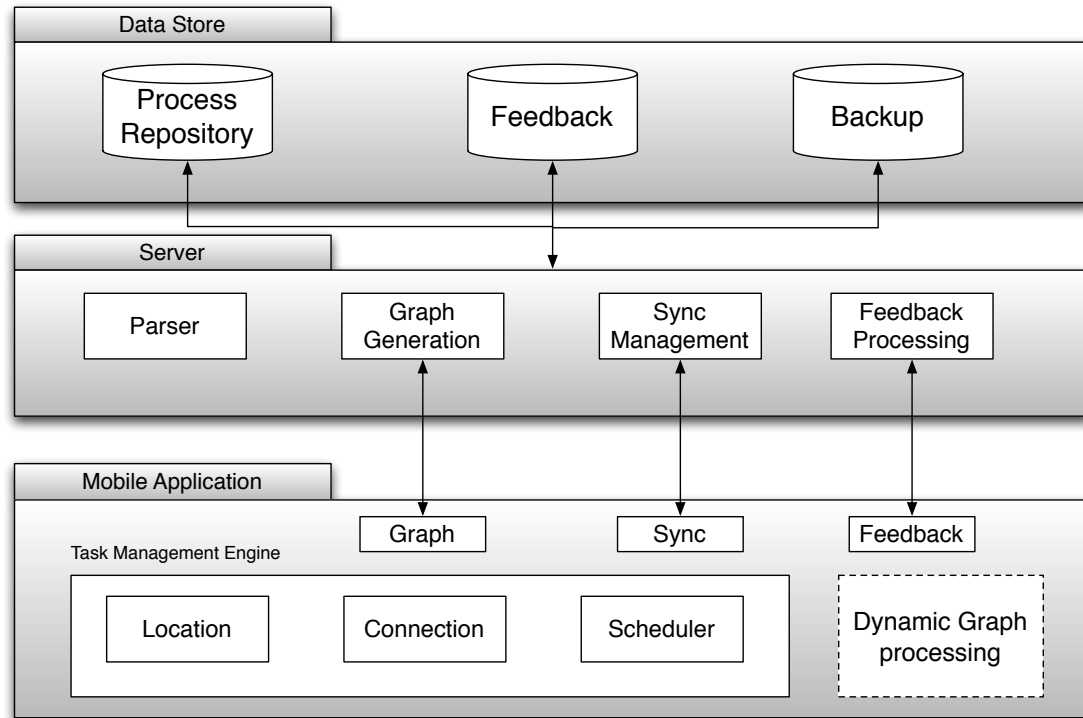 Data Store
Process
Repository
Feedback
Backup
Server
Parser
Graph
Generation
Sync
Management
Feedback
Processing
Mobile Application
Graph
Sync
Feedback
Task Management Engine
Location
Connection
Scheduler
Dynamic Graph
processing